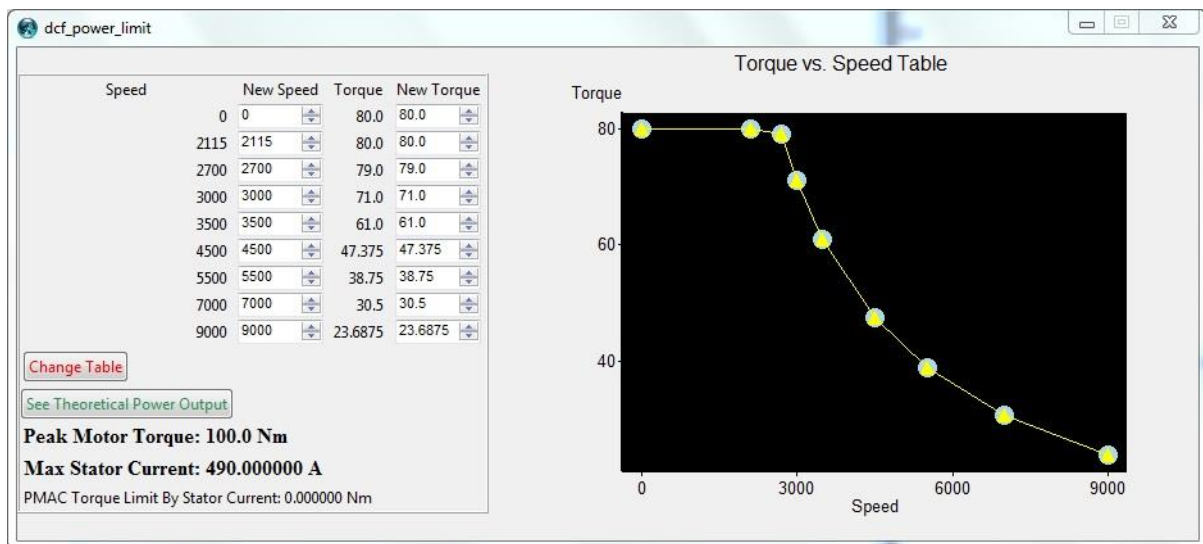 dcf_power_limit
Speed New Speed Torque New Torque
0 0 80.0 80.0
2115 2115 80.0 80.0
2700 2700 79.0 79.0
3000 3000 71.0 71.0
3500 3500 61.0 61.0
4500 4500 47.375 47.375
5500 5500 38.75 38.75
7000 7000 30.5 30.5
9000 9000 23.6875 23.6875
Change Table
See Theoretical Power Output
Peak Motor Torque: 100.0 Nm
Max Stator Current: 490.000000 A
PMAC Torque Limit By Stator Current: 0.000000 Nm
Torque vs. Speed Table
Torque
80
60
40
0 3000 6000 9000
Speed